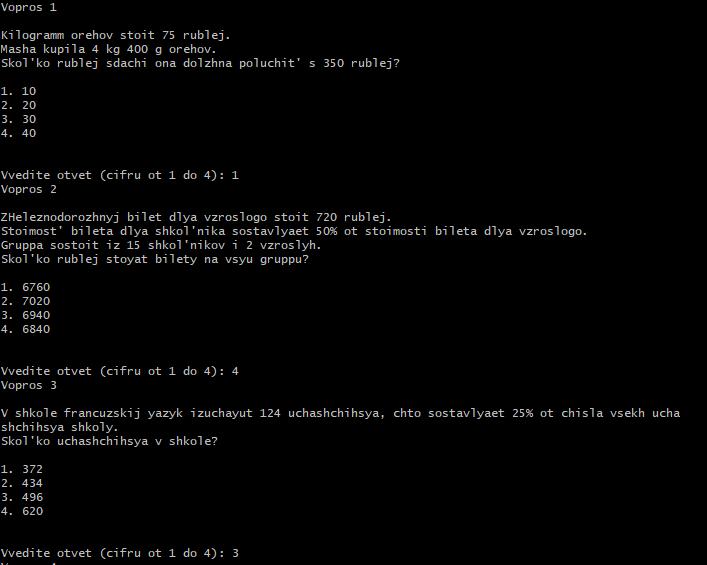 Vopros 1
Kilogramm orehov stoit 75 rublej.
Masha kupila 4 kg 400 g orehov.
Skol'ko rublej sdachi ona dolzhna poluchit' s 350 rublej?
1. 10
2. 20
3. 30
4. 40
Vvedite otvet (cifru ot 1 do 4): 1
Vopros 2
ZHeleznodorozhnyj bilet dlya vzroslogo stoit 720 rublej.
Stoimost' bileta dlya shkol'nika sostavlyaet 50% ot stoimosti bileta dlya vzroslogo.
Gruppa sostoit iz 15 shkol'nikov i 2 vzroslyh.
Skol'ko rublej stoyat bilety na vsyu gruppu?
1. 6760
2. 7020
3. 6940
4. 6840
Vvedite otvet (cifru ot 1 do 4): 4
Vopros 3
V shkole francuzskij yazyk izuchayut 124 uchashchihsya, chto sostavlyaet 25% ot chisla vsekh ucha
shchihsya shkoly.
Skol'ko uchashchihsya v shkole?
1. 372
2. 434
3. 496
4. 620
Vvedite otvet (cifru ot 1 do 4): 3